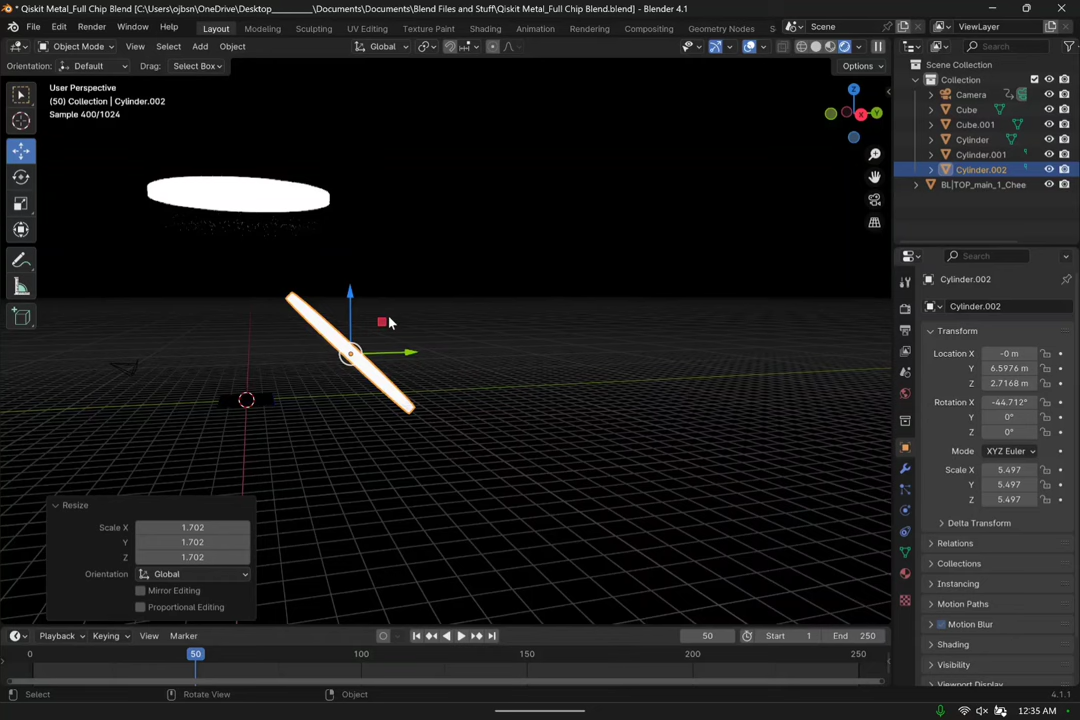 * Qiskit Metal_Full Chip Blend [C:\Users\ojbsn\OneDrive\Desktop_________\Documents\Documents\Blend Files and Stuff\Qiskit Metal_Full Chip Blend.blend] - Blender 4.1
File Edit Render Window Help Layout Modeling Sculpting UV Editing Texture Paint Shading Animation Rendering Compositing Geometry Nodes S Scene ViewLayer
Object Mode View Select Add Object Global Search
Orientation: Default Drag: Select Box Options
User Perspective
(50) Collection | Cylinder.002
Sample 400/1024
Z
X
Y
Scene Collection
Collection
Camera
Cube
Cube.001
Cylinder
Cylinder.001
Cylinder.002
BL|TOP_main_1_Chee
Search
Cylinder.002
Cylinder.002
Transform
Location X -0 m
Y 6.5976 m
Z 2.7168 m
Rotation X -44.712°
Y 0°
Z 0°
Mode XYZ Euler
Scale X 5.497
Y 5.497
Z 5.497
Delta Transform
Relations
Collections
Instancing
Motion Paths
Motion Blur
Shading
Visibility
Viewport Display
Resize
Scale X 1.702
Y 1.702
Z 1.702
Orientation Global
Mirror Editing
Proportional Editing
Playback Keying View Marker 50 Start 1 End 250
0 50 100 150 200 250
Select Rotate View Object 4.1.1
12:35 AM